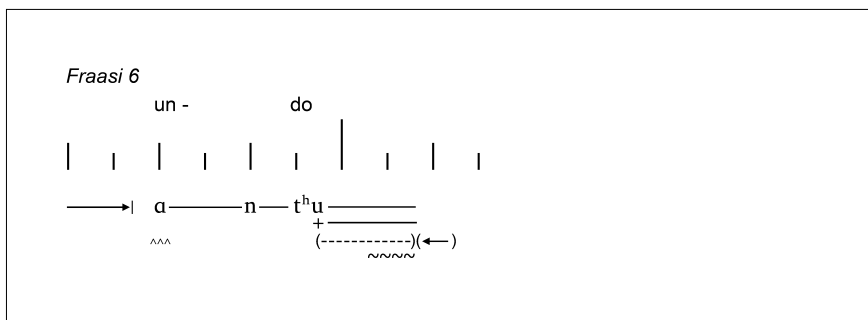 Fraasi 6
un - do
ɑ n tʰu
+
(----------)(←)
^^^ ~~~~